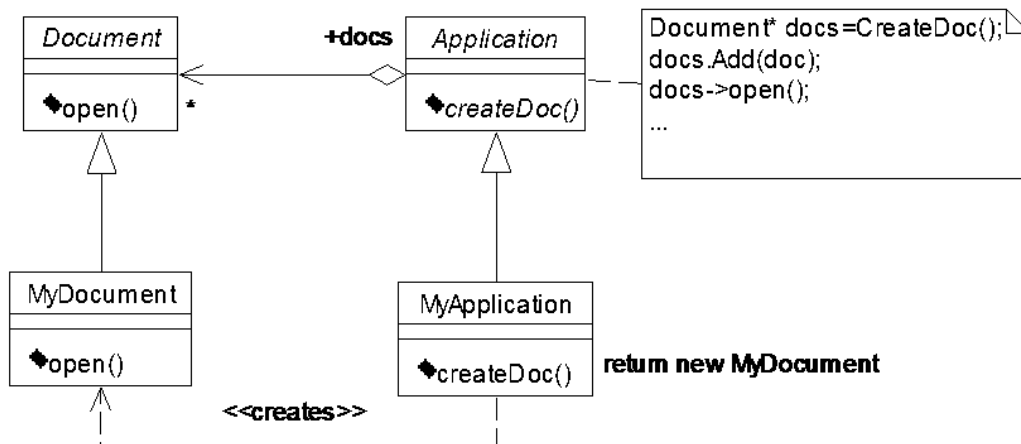 Document
+docs
Application
Document* docs=CreateDoc();
docs.Add(doc);
docs->open();
...
open()
*
createDoc()
MyDocument
MyApplication
open()
createDoc()
return new MyDocument
<<creates>>